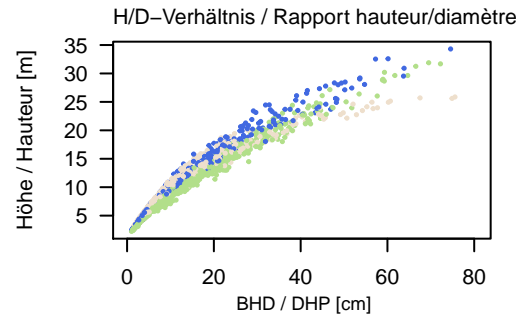 H/D−Verhältnis / Rapport hauteur/diamètre
Höhe / Hauteur [m]
35
30
25
20
15
10
5
0 20 40 60 80
BHD / DHP [cm]